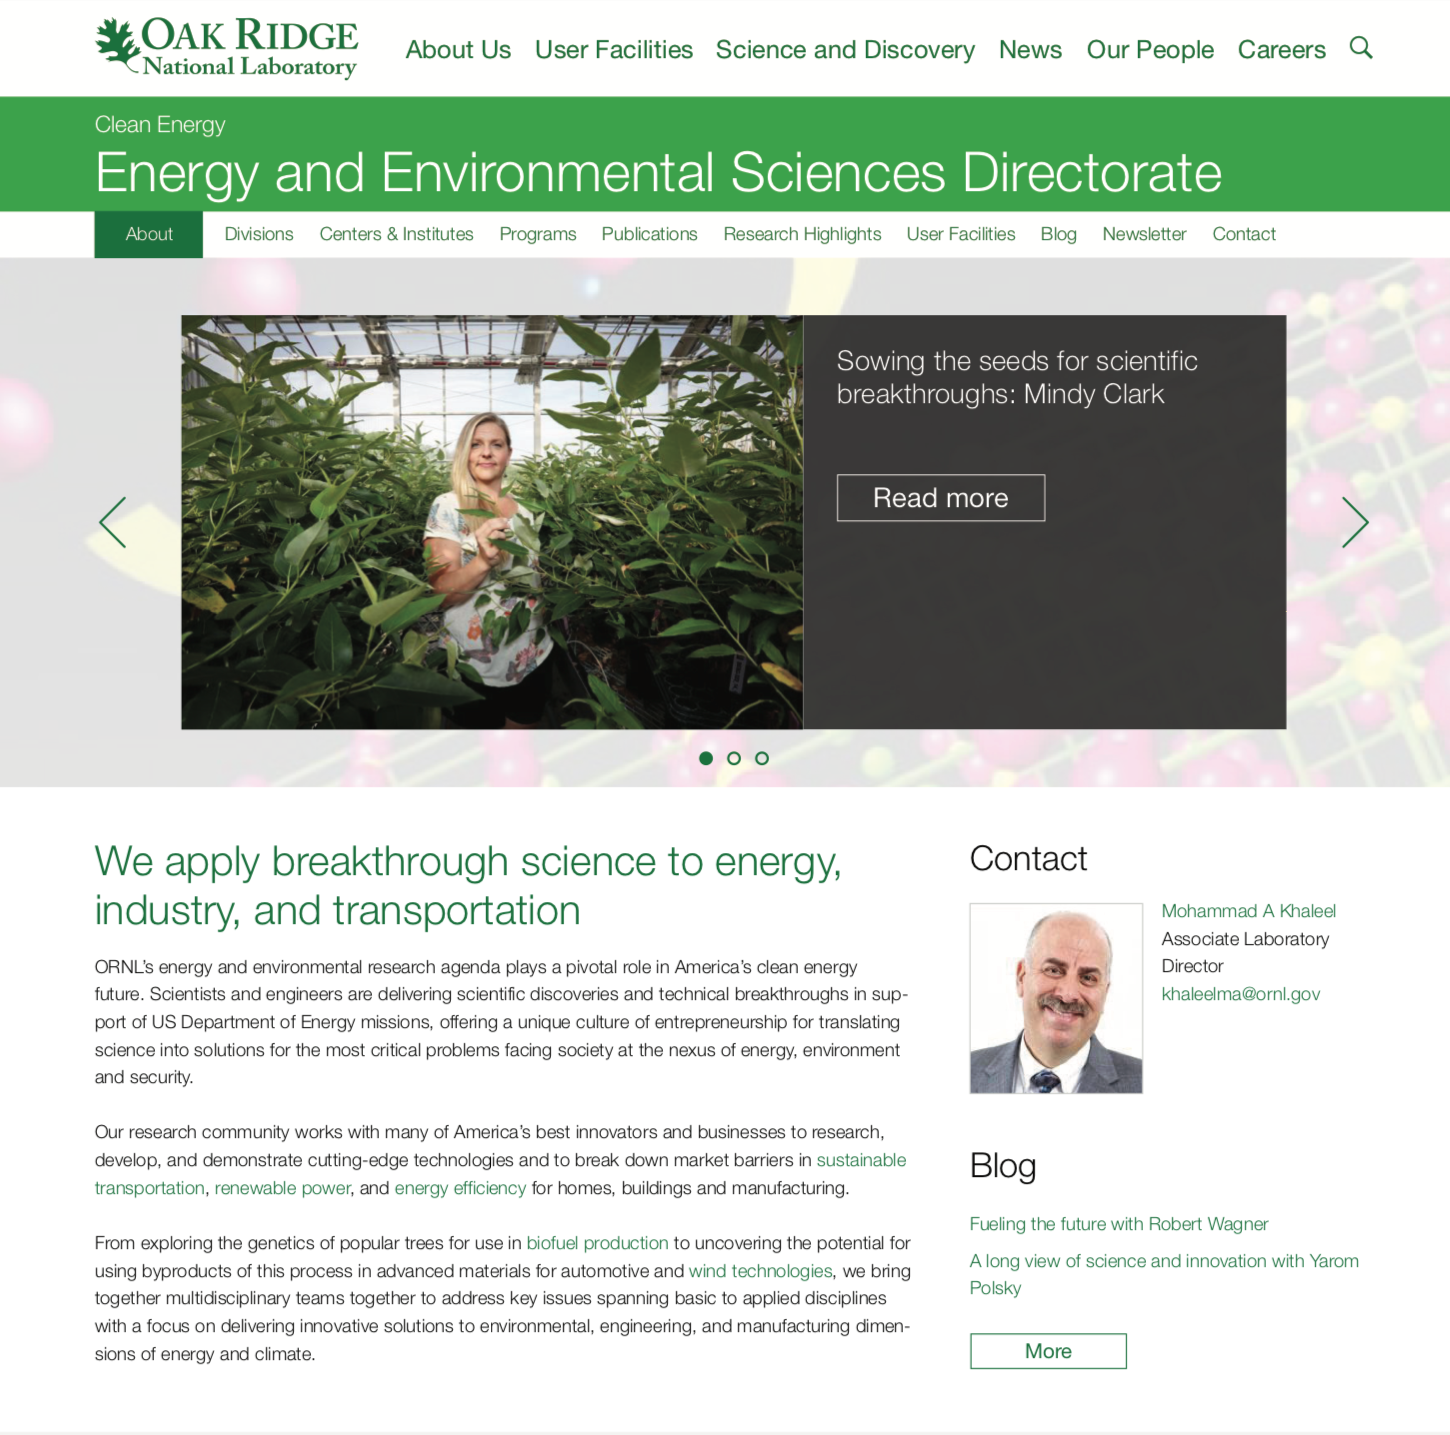 OAK RIDGE
National Laboratory
About Us User Facilities Science and Discovery News Our People Careers
Clean Energy
Energy and Environmental Sciences Directorate
About Divisions Centers & Institutes Programs Publications Research Highlights User Facilities Blog Newsletter Contact
Sowing the seeds for scientific
breakthroughs: Mindy Clark
Read more
We apply breakthrough science to energy,
industry, and transportation
ORNL’s energy and environmental research agenda plays a pivotal role in America’s clean energy
future. Scientists and engineers are delivering scientific discoveries and technical breakthroughs in sup-
port of US Department of Energy missions, offering a unique culture of entrepreneurship for translating
science into solutions for the most critical problems facing society at the nexus of energy, environment
and security.
Our research community works with many of America’s best innovators and businesses to research,
develop, and demonstrate cutting-edge technologies and to break down market barriers in sustainable
transportation, renewable power, and energy efficiency for homes, buildings and manufacturing.
From exploring the genetics of popular trees for use in biofuel production to uncovering the potential for
using byproducts of this process in advanced materials for automotive and wind technologies, we bring
together multidisciplinary teams together to address key issues spanning basic to applied disciplines
with a focus on delivering innovative solutions to environmental, engineering, and manufacturing dimen-
sions of energy and climate.
Contact
Mohammad A Khaleel
Associate Laboratory
Director
khaleelma@ornl.gov
Blog
Fueling the future with Robert Wagner
A long view of science and innovation with Yarom
Polsky
More